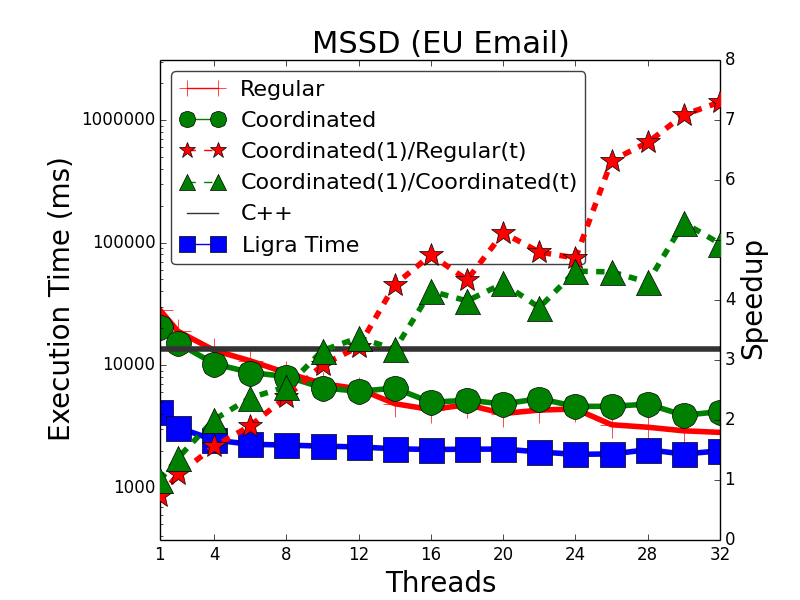 MSSD (EU Email)
Regular
Coordinated
Coordinated(1)/Regular(t)
Coordinated(1)/Coordinated(t)
C++
Ligra Time
Execution Time (ms)
1000000
100000
10000
1000
Speedup
8
7
6
5
4
3
2
1
0
1 4 8 12 16 20 24 28 32
Threads